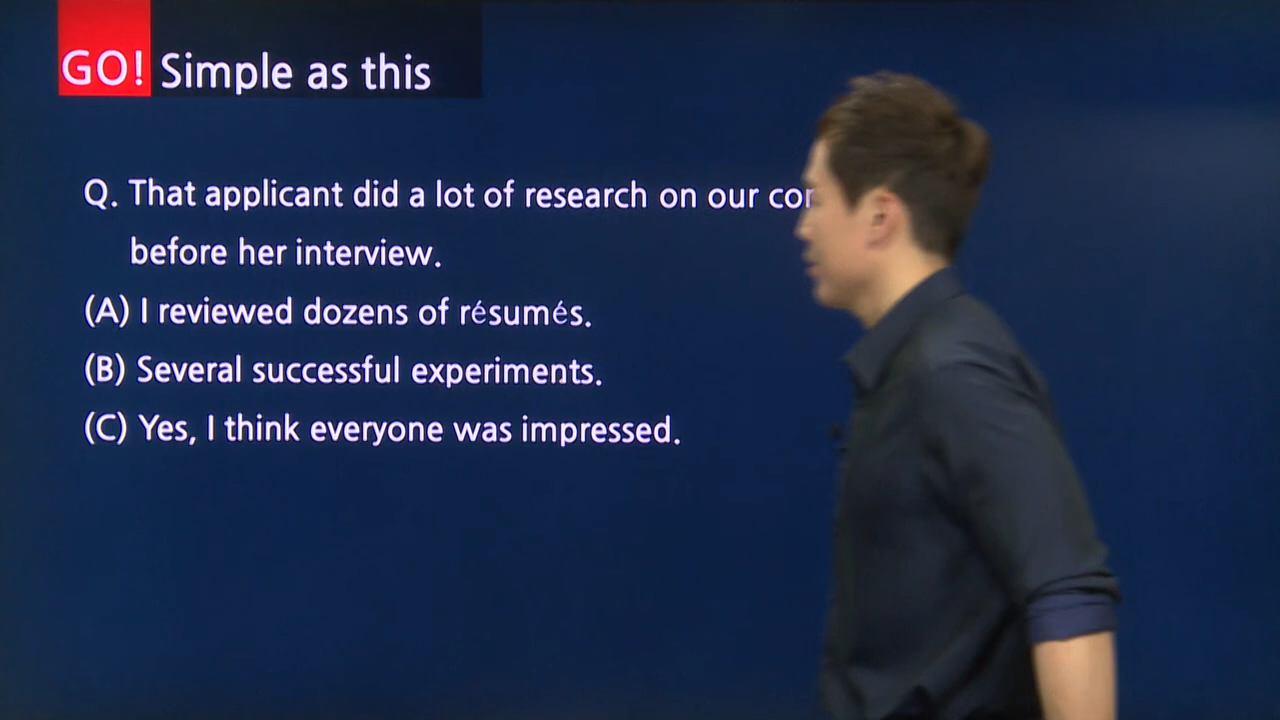 GO! Simple as this
Q. That applicant did a lot of research on our
before her interview.
(A) I reviewed dozens of résumés.
(B) Several successful experiments.
(C) Yes, I think everyone was impressed.